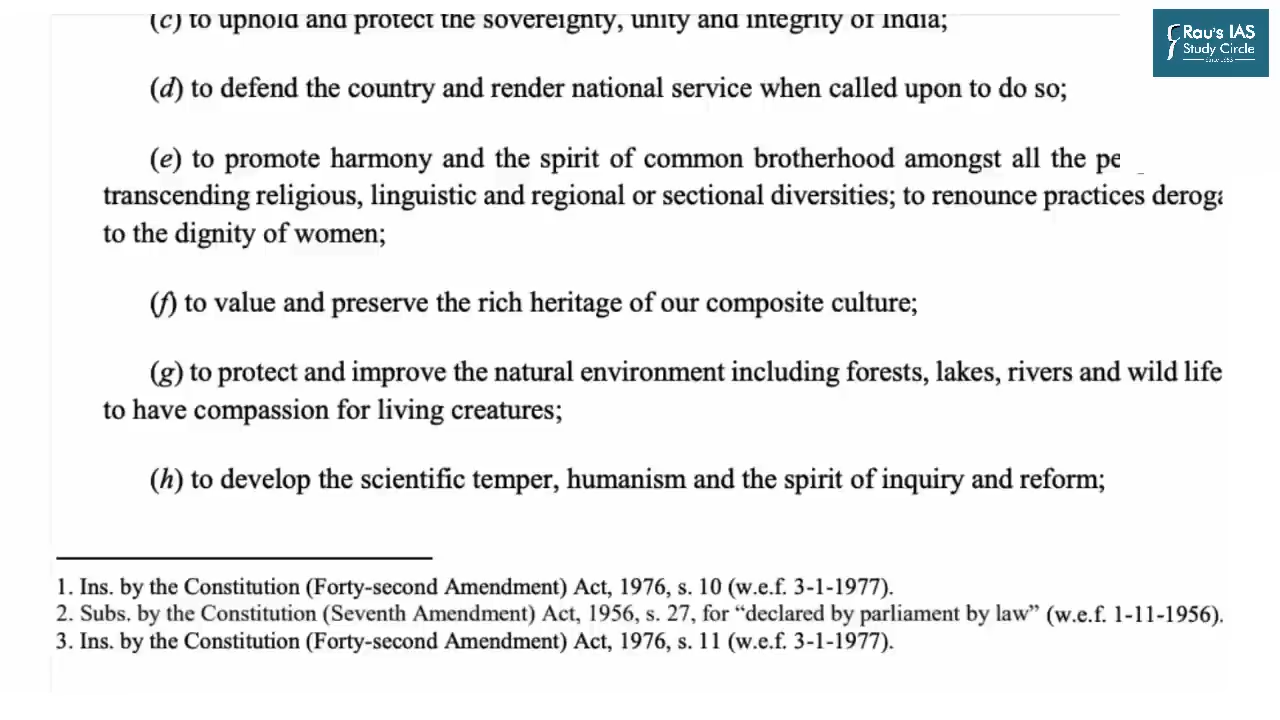 (c) to uphold and protect the sovereignty, unity and integrity of India;
Rau's IAS
Study Circle
(d) to defend the country and render national service when called upon to do so;
(e) to promote harmony and the spirit of common brotherhood amongst all the
transcending religious, linguistic and regional or sectional diversities; to renounce practices
to the dignity of women;
(f) to value and preserve the rich heritage of our composite culture;
(g) to protect and improve the natural environment including forests, lakes, rivers and wild life
to have compassion for living creatures;
(h) to develop the scientific temper, humanism and the spirit of inquiry and reform;
1. Ins. by the Constitution (Forty-second Amendment) Act, 1976, s. 10 (w.e.f. 3-1-1977).
2. Subs. by the Constitution (Seventh Amendment) Act, 1956, s. 27, for “declared by parliament by law” (w.e.f. 1-11-1956).
3. Ins. by the Constitution (Forty-second Amendment) Act, 1976, s. 11 (w.e.f. 3-1-1977).